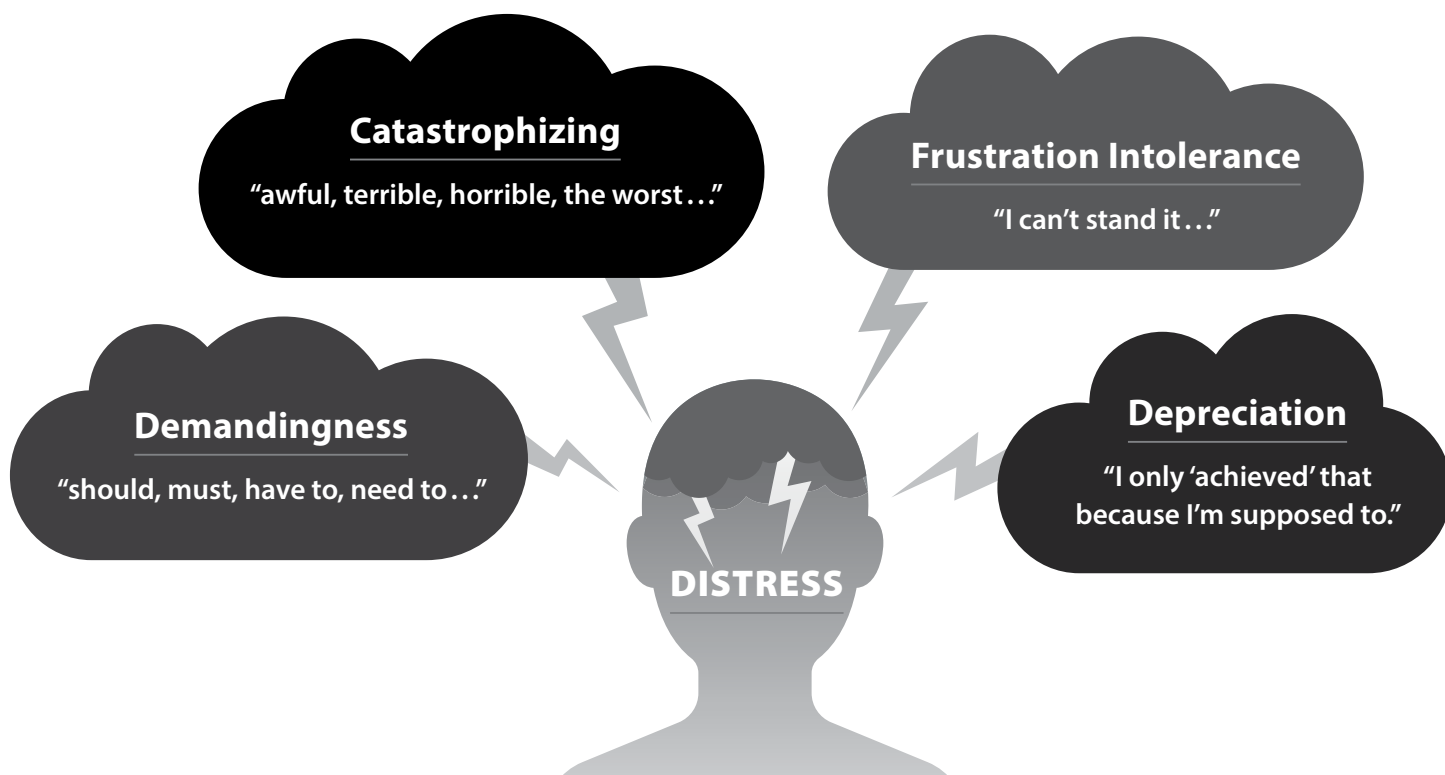 Catastrophizing
“awful, terrible, horrible, the worst…”
Frustration Intolerance
“I can’t stand it…”
Demandingness
“should, must, have to, need to…”
Depreciation
“I only ‘achieved’ that
because I’m supposed to.”
DISTRESS